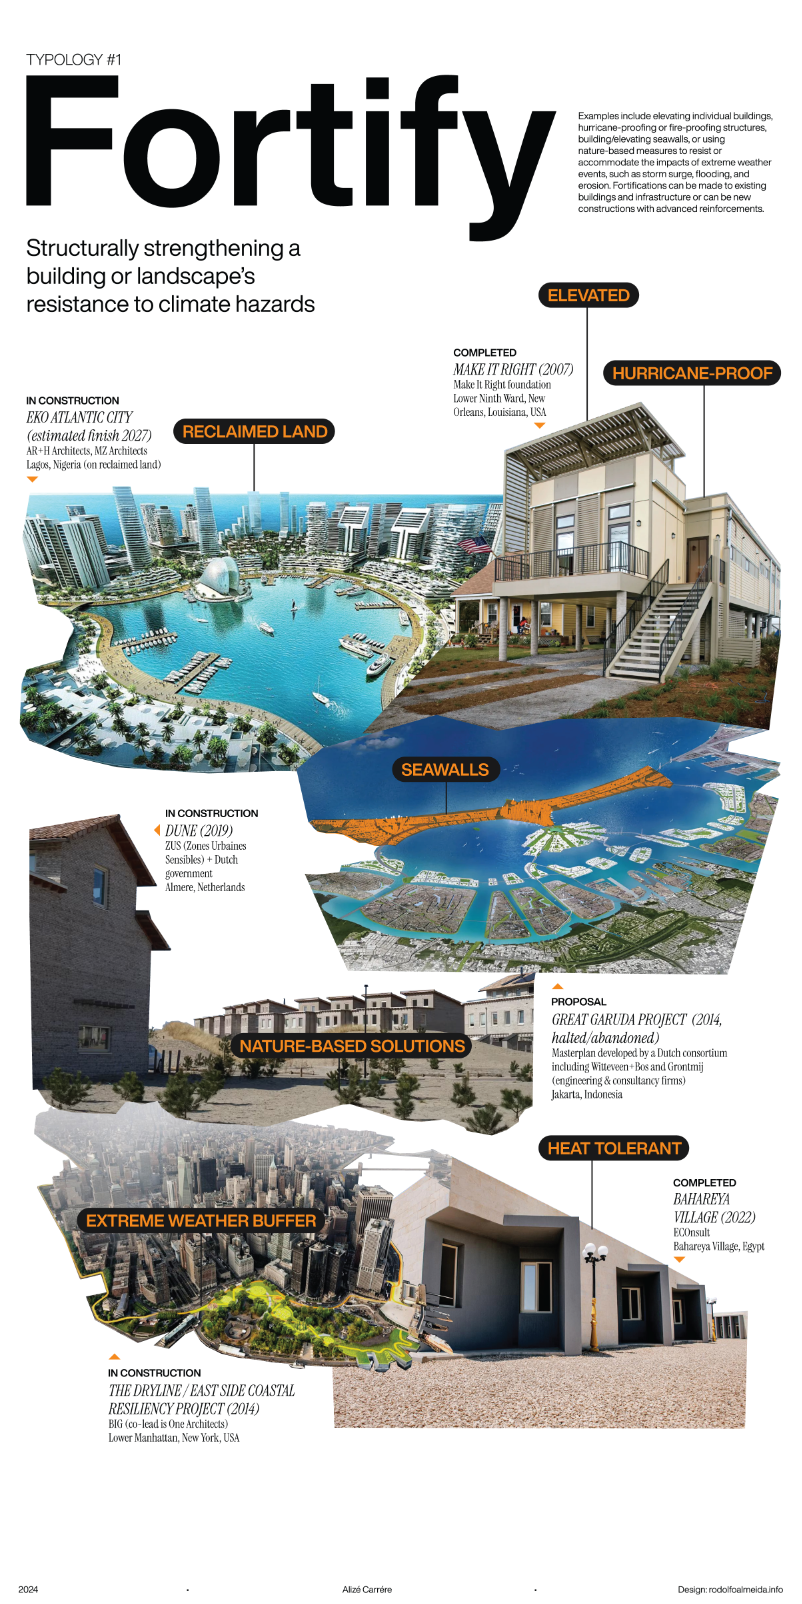 TYPOLOGY #1
Fortify
Examples include elevating individual buildings,
hurricane-proofing or fire-proofing structures,
building/elevating seawalls, or using
nature-based measures to resist or
accommodate the impacts of extreme weather
events, such as storm surge, flooding, and
erosion. Fortifications can be made to existing
buildings and infrastructure or can be new
constructions with advanced reinforcements.
Structurally strengthening a
building or landscape's
resistance to climate hazards
ELEVATED
COMPLETED
MAKE IT RIGHT (2007)
Make It Right foundation
Lower Ninth Ward, New
Orleans, Louisiana, USA
HURRICANE-PROOF
IN CONSTRUCTION
EKO ATLANTIC CITY
(estimated finish 2027)
AR+H Architects, MZ Architects
Lagos, Nigeria (on reclaimed land)
RECLAIMED LAND
SEAWALLS
IN CONSTRUCTION
DUNE (2019)
ZUS (Zones Urbaines
Sensibles) + Dutch
government
Almere, Netherlands
PROPOSAL
GREAT GARUDA PROJECT (2014,
halted/abandoned)
Masterplan developed by a Dutch consortium
including Witteveen+Bos and Grontmij
(engineering & consultancy firms)
Jakarta, Indonesia
NATURE-BASED SOLUTIONS
HEAT TOLERANT
COMPLETED
BAHAREYA
VILLAGE (2022)
ECOnsult
Bahareya Village, Egypt
EXTREME WEATHER BUFFER
IN CONSTRUCTION
THE DRYLINE / EAST SIDE COASTAL
RESILIENCY PROJECT (2014)
BIG (co-lead is One Architects)
Lower Manhattan, New York, USA
2024
•
Alizé Carrére
•
Design: rodolfoalmeida.info